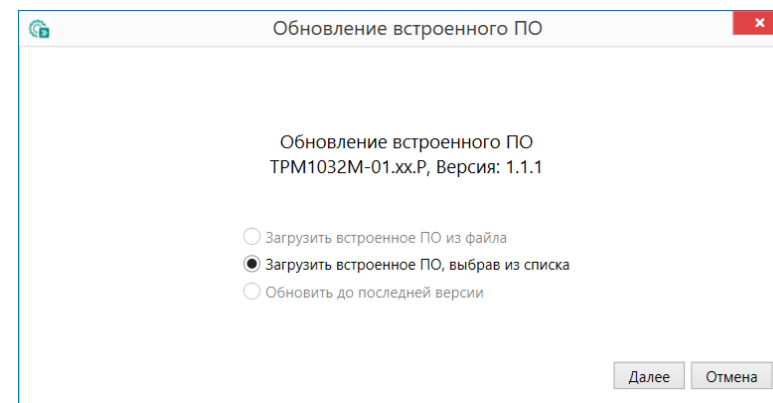 Обновление встроенного ПО
Обновление встроенного ПО
ТРМ1032М-01.хх.Р, Версия: 1.1.1
Загрузить встроенное ПО из файла
Загрузить встроенное ПО, выбрав из списка
Обновить до последней версии
Далее Отмена